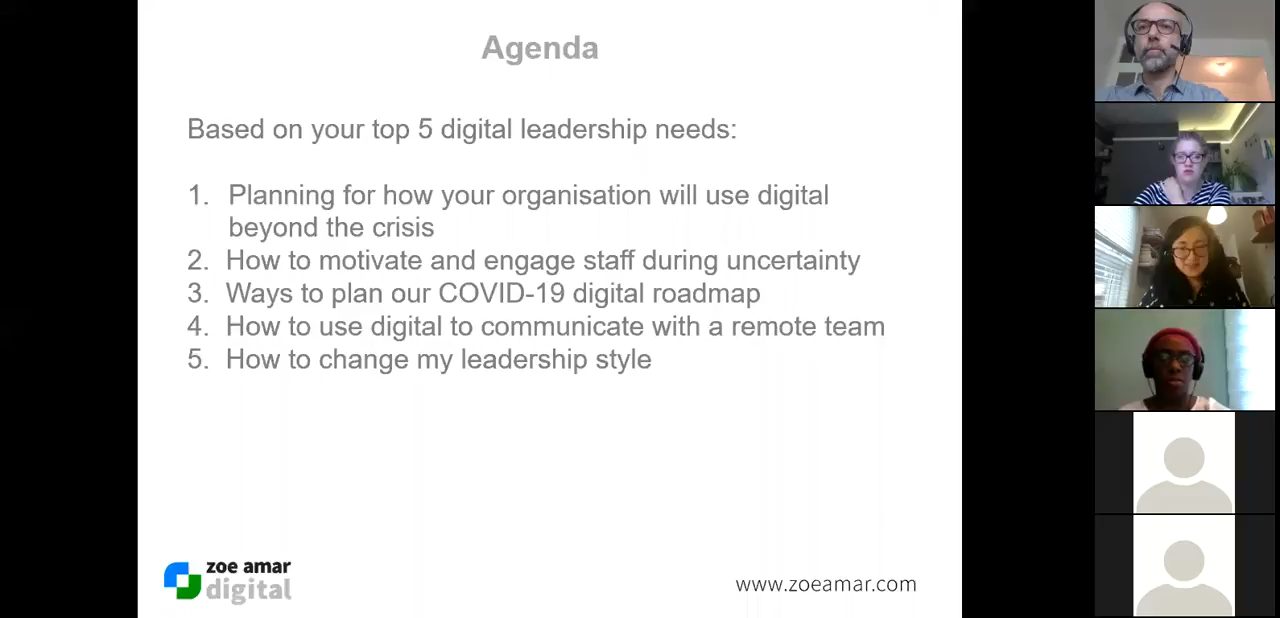 Agenda
Based on your top 5 digital leadership needs:
1. Planning for how your organisation will use digital
beyond the crisis
2. How to motivate and engage staff during uncertainty
3. Ways to plan our COVID-19 digital roadmap
4. How to use digital to communicate with a remote team
5. How to change my leadership style
zoe amar
digital
www.zoeamar.com